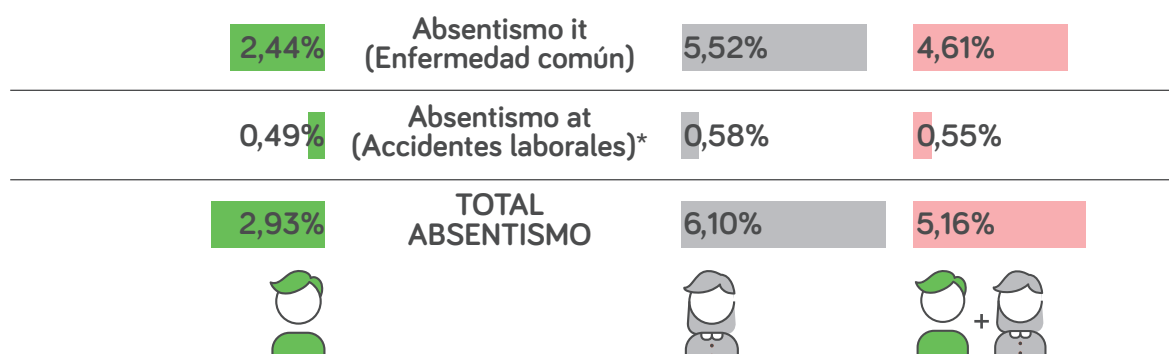 2,44% Absentismo it (Enfermedad común) 5,52% 4,61%
0,49% Absentismo at (Accidentes laborales)* 0,58% 0,55%
2,93% TOTAL ABSENTISMO 6,10% 5,16%
+